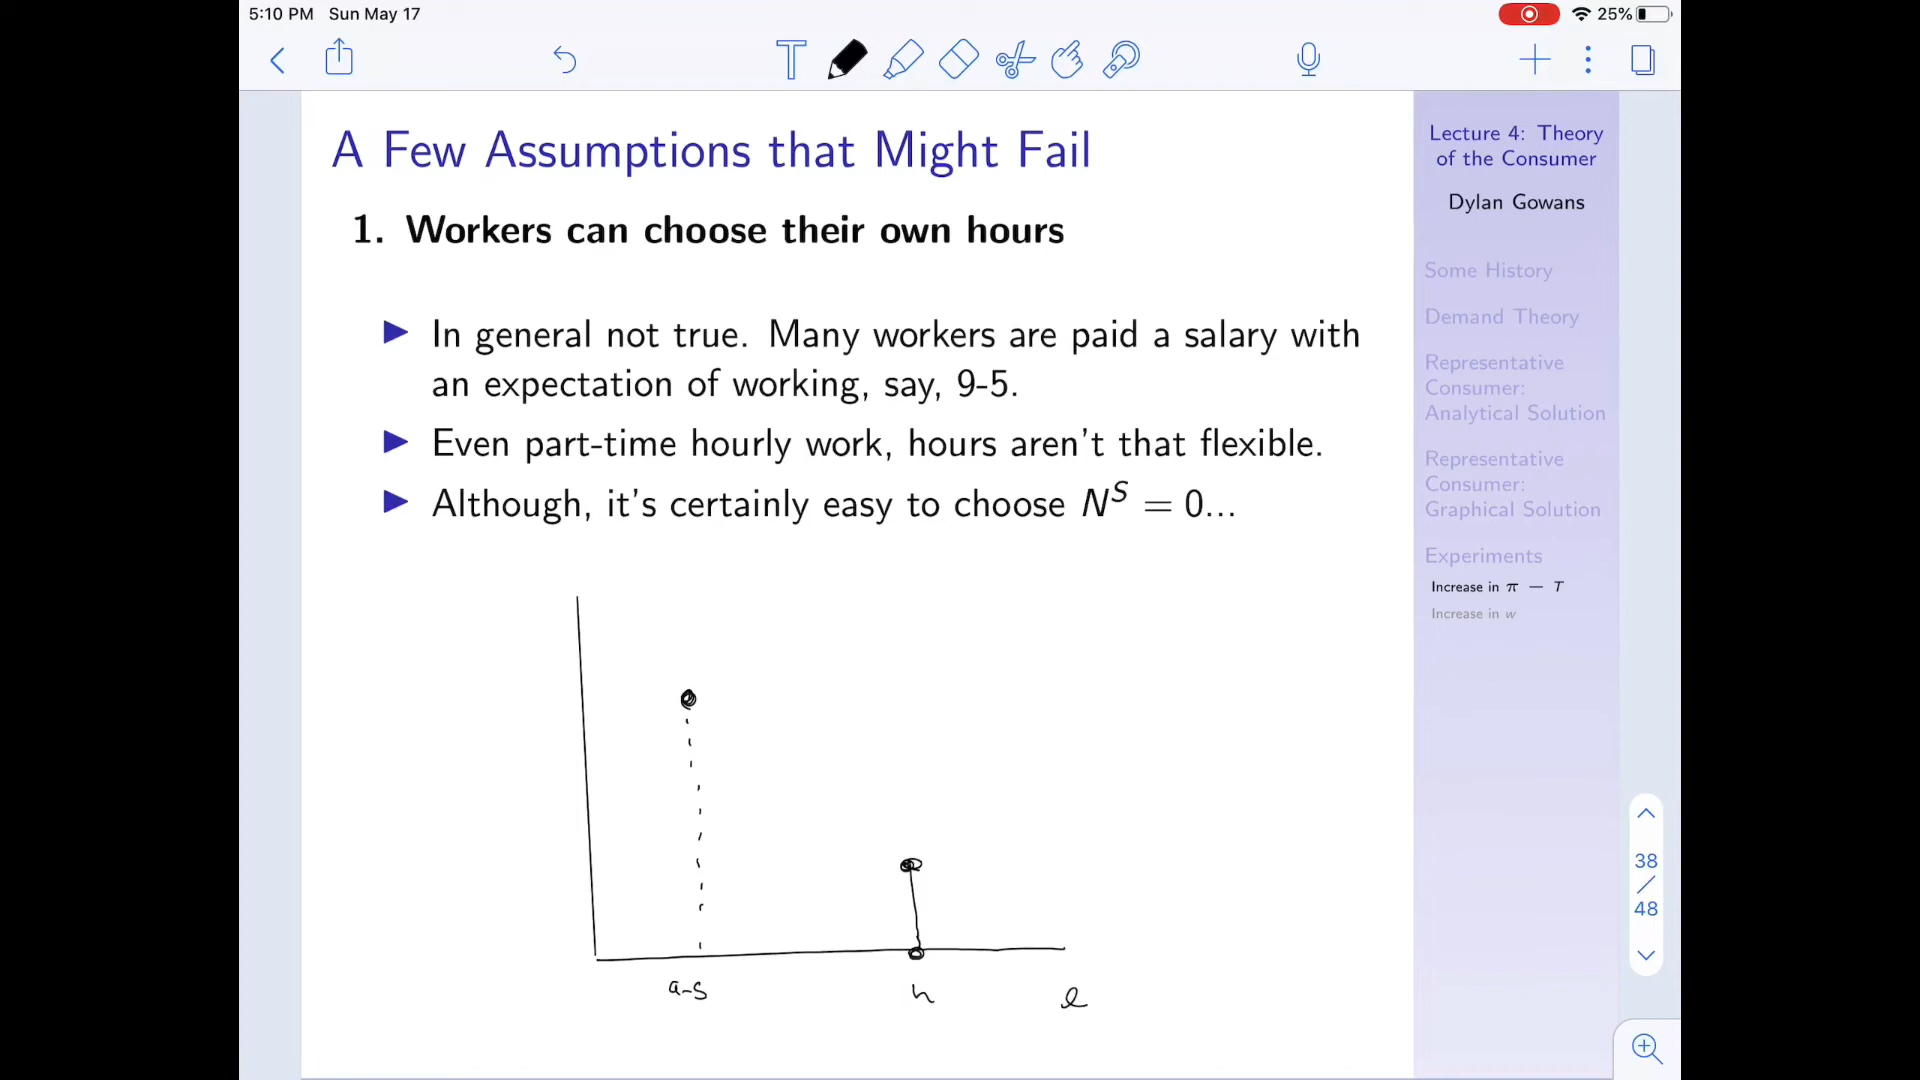 5:10 PM Sun May 17
25%
A Few Assumptions that Might Fail
1. Workers can choose their own hours
▶ In general not true. Many workers are paid a salary with
an expectation of working, say, 9-5.
▶ Even part-time hourly work, hours aren't that flexible.
▶ Although, it's certainly easy to choose N^S = 0...
a-s
h
l
Lecture 4: Theory
of the Consumer
Dylan Gowans
Some History
Demand Theory
Representative
Consumer:
Analytical Solution
Representative
Consumer:
Graphical Solution
Experiments
Increase in π − T
Increase in w
38
/
48